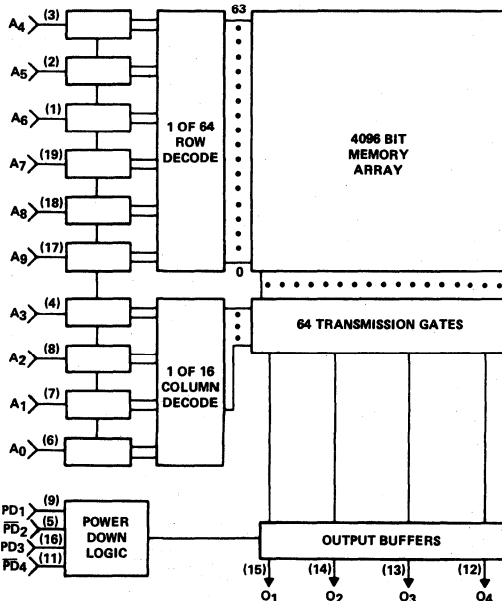 A4 (3)
A5 (2)
A6 (1)
A7 (19)
A8 (18)
A9 (17)
1 OF 64
ROW
DECODE
63
0
4096 BIT
MEMORY
ARRAY
A3 (4)
A2 (8)
A1 (7)
A0 (6)
1 OF 16
COLUMN
DECODE
64 TRANSMISSION GATES
PD1 (9)
P̅D̅2 (5)
PD3 (16)
P̅D̅4 (11)
POWER
DOWN
LOGIC
OUTPUT BUFFERS
(15) (14) (13) (12)
O1 O2 O3 O4